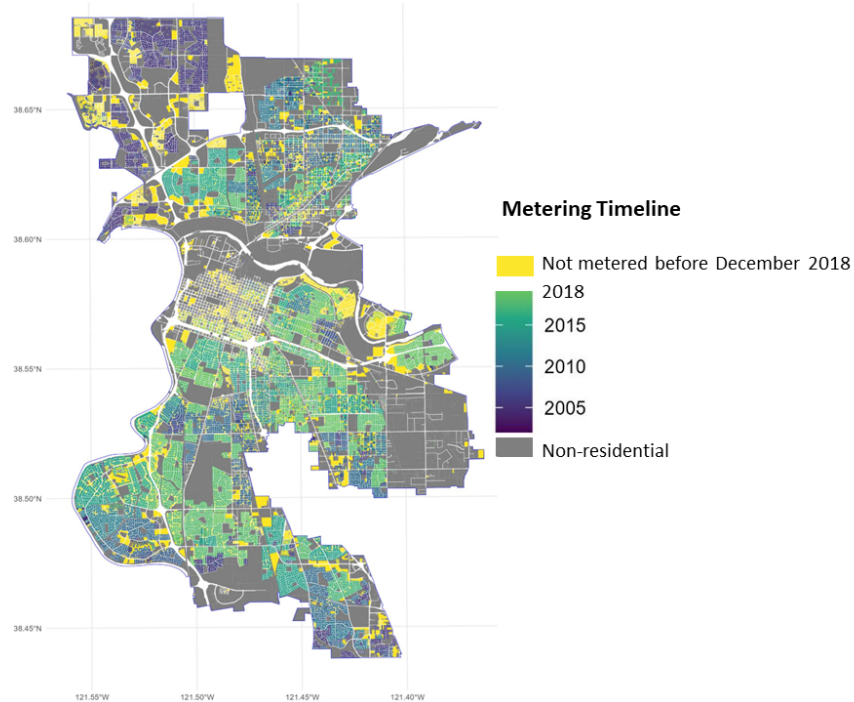 38.65°N
38.60°N
38.55°N
38.50°N
38.45°N
121.55°W 121.50°W 121.45°W 121.40°W
Metering Timeline
Not metered before December 2018
2018
2015
2010
2005
Non-residential